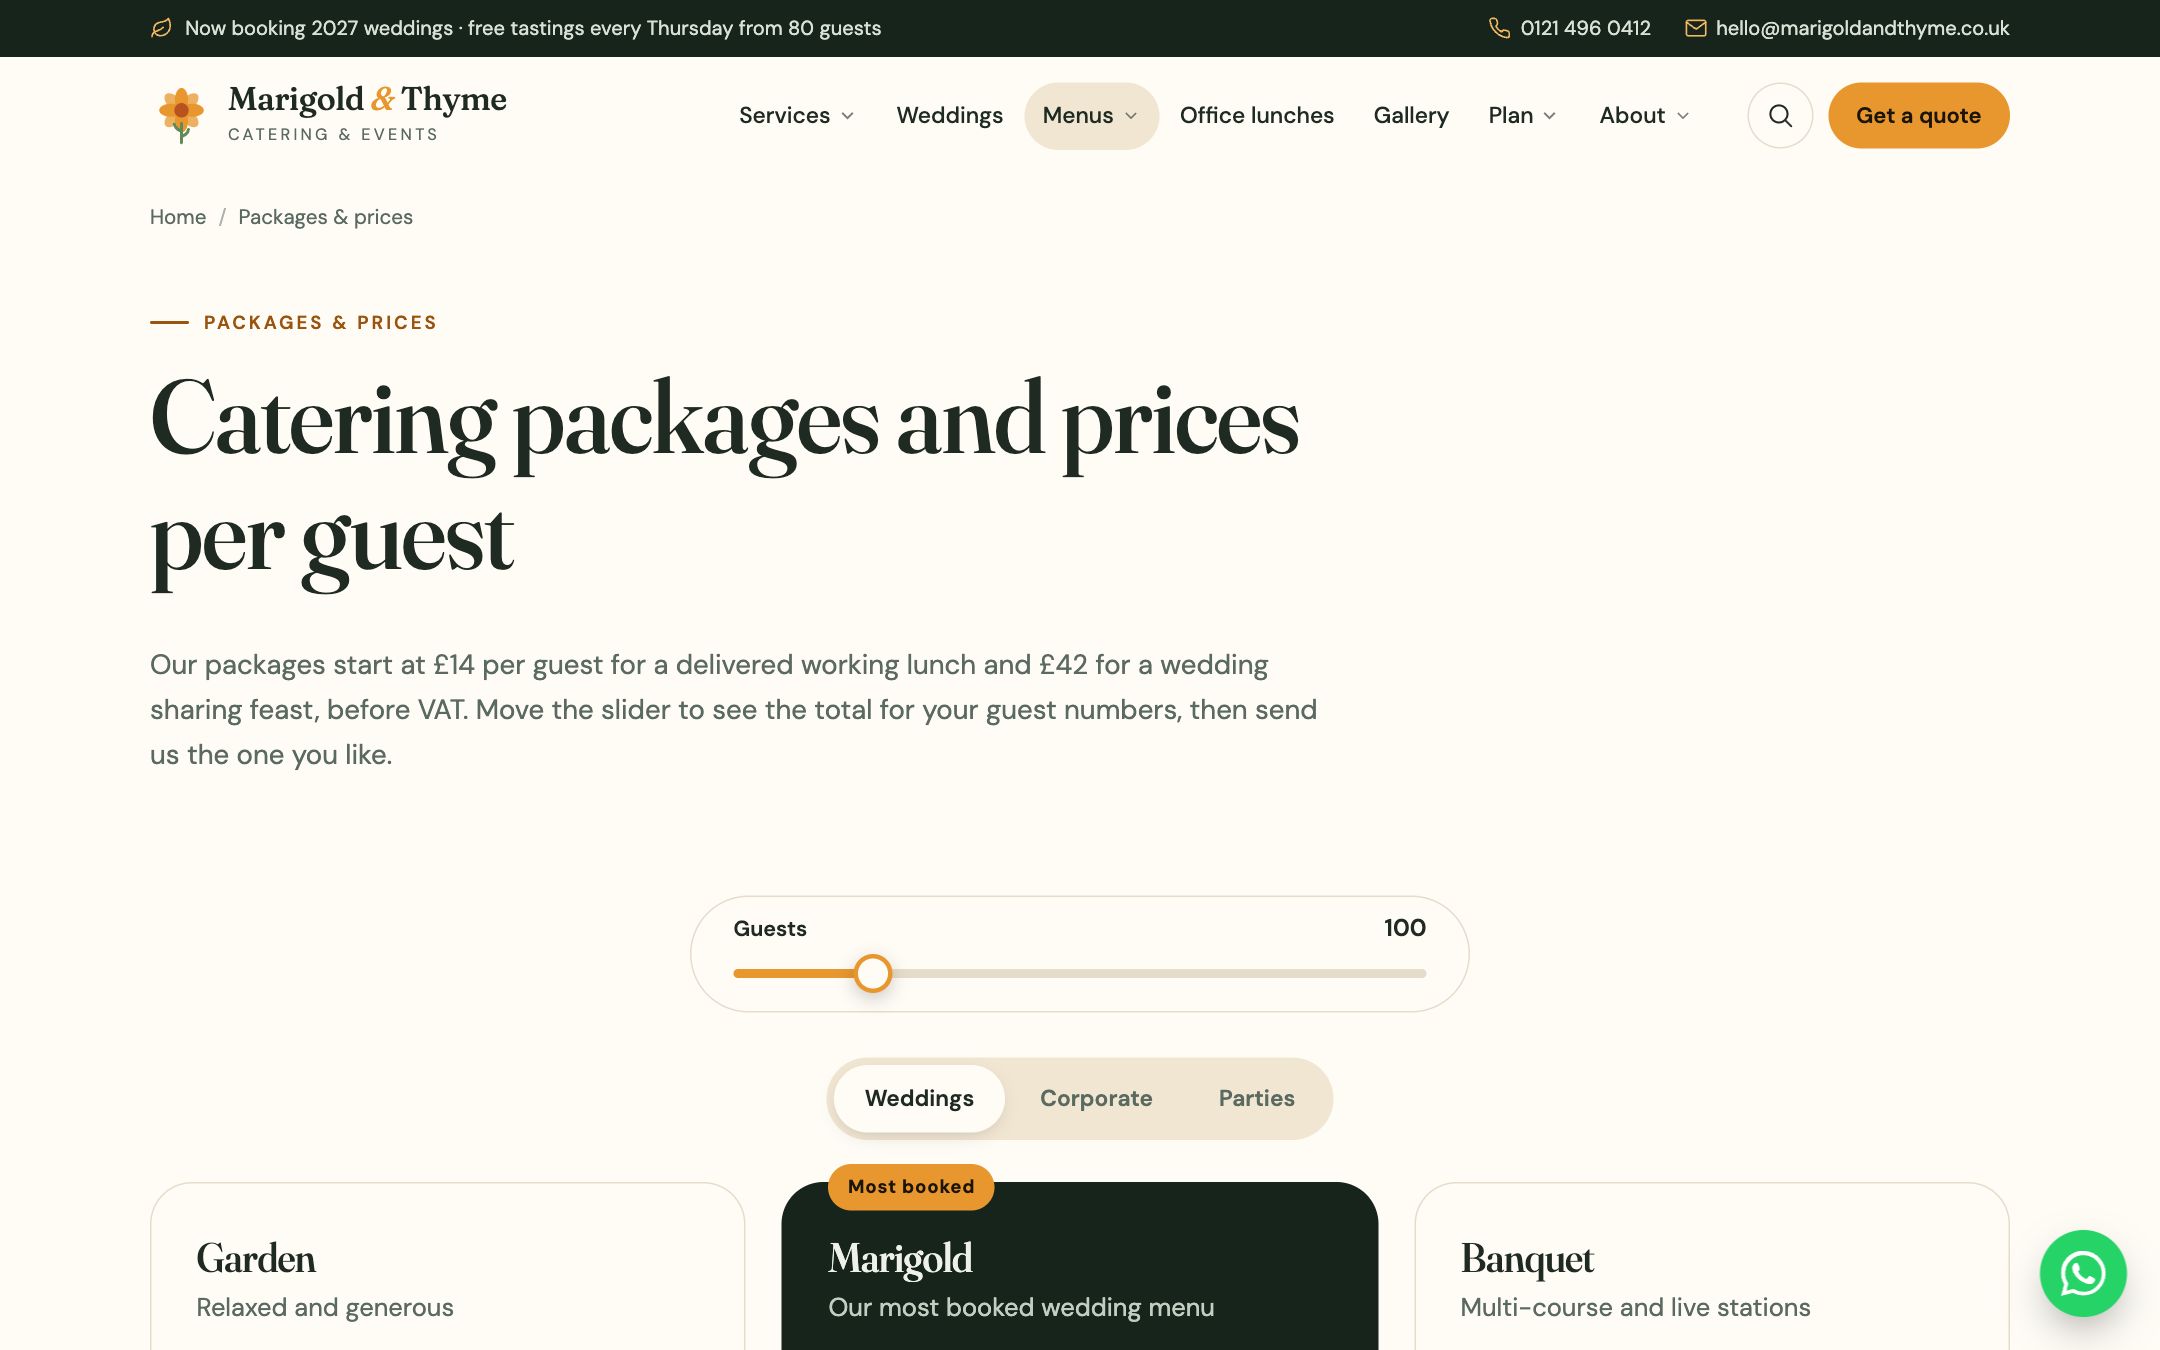 Now booking 2027 weddings · free tastings every Thursday from 80 guests
0121 496 0412
hello@marigoldandthyme.co.uk
Marigold & Thyme
CATERING & EVENTS
Services
Weddings
Menus
Office lunches
Gallery
Plan
About
Get a quote
Home / Packages & prices
PACKAGES & PRICES
Catering packages and prices
per guest
Our packages start at £14 per guest for a delivered working lunch and £42 for a wedding
sharing feast, before VAT. Move the slider to see the total for your guest numbers, then send
us the one you like.
Guests
100
Weddings
Corporate
Parties
Most booked
Garden
Relaxed and generous
Marigold
Our most booked wedding menu
Banquet
Multi-course and live stations